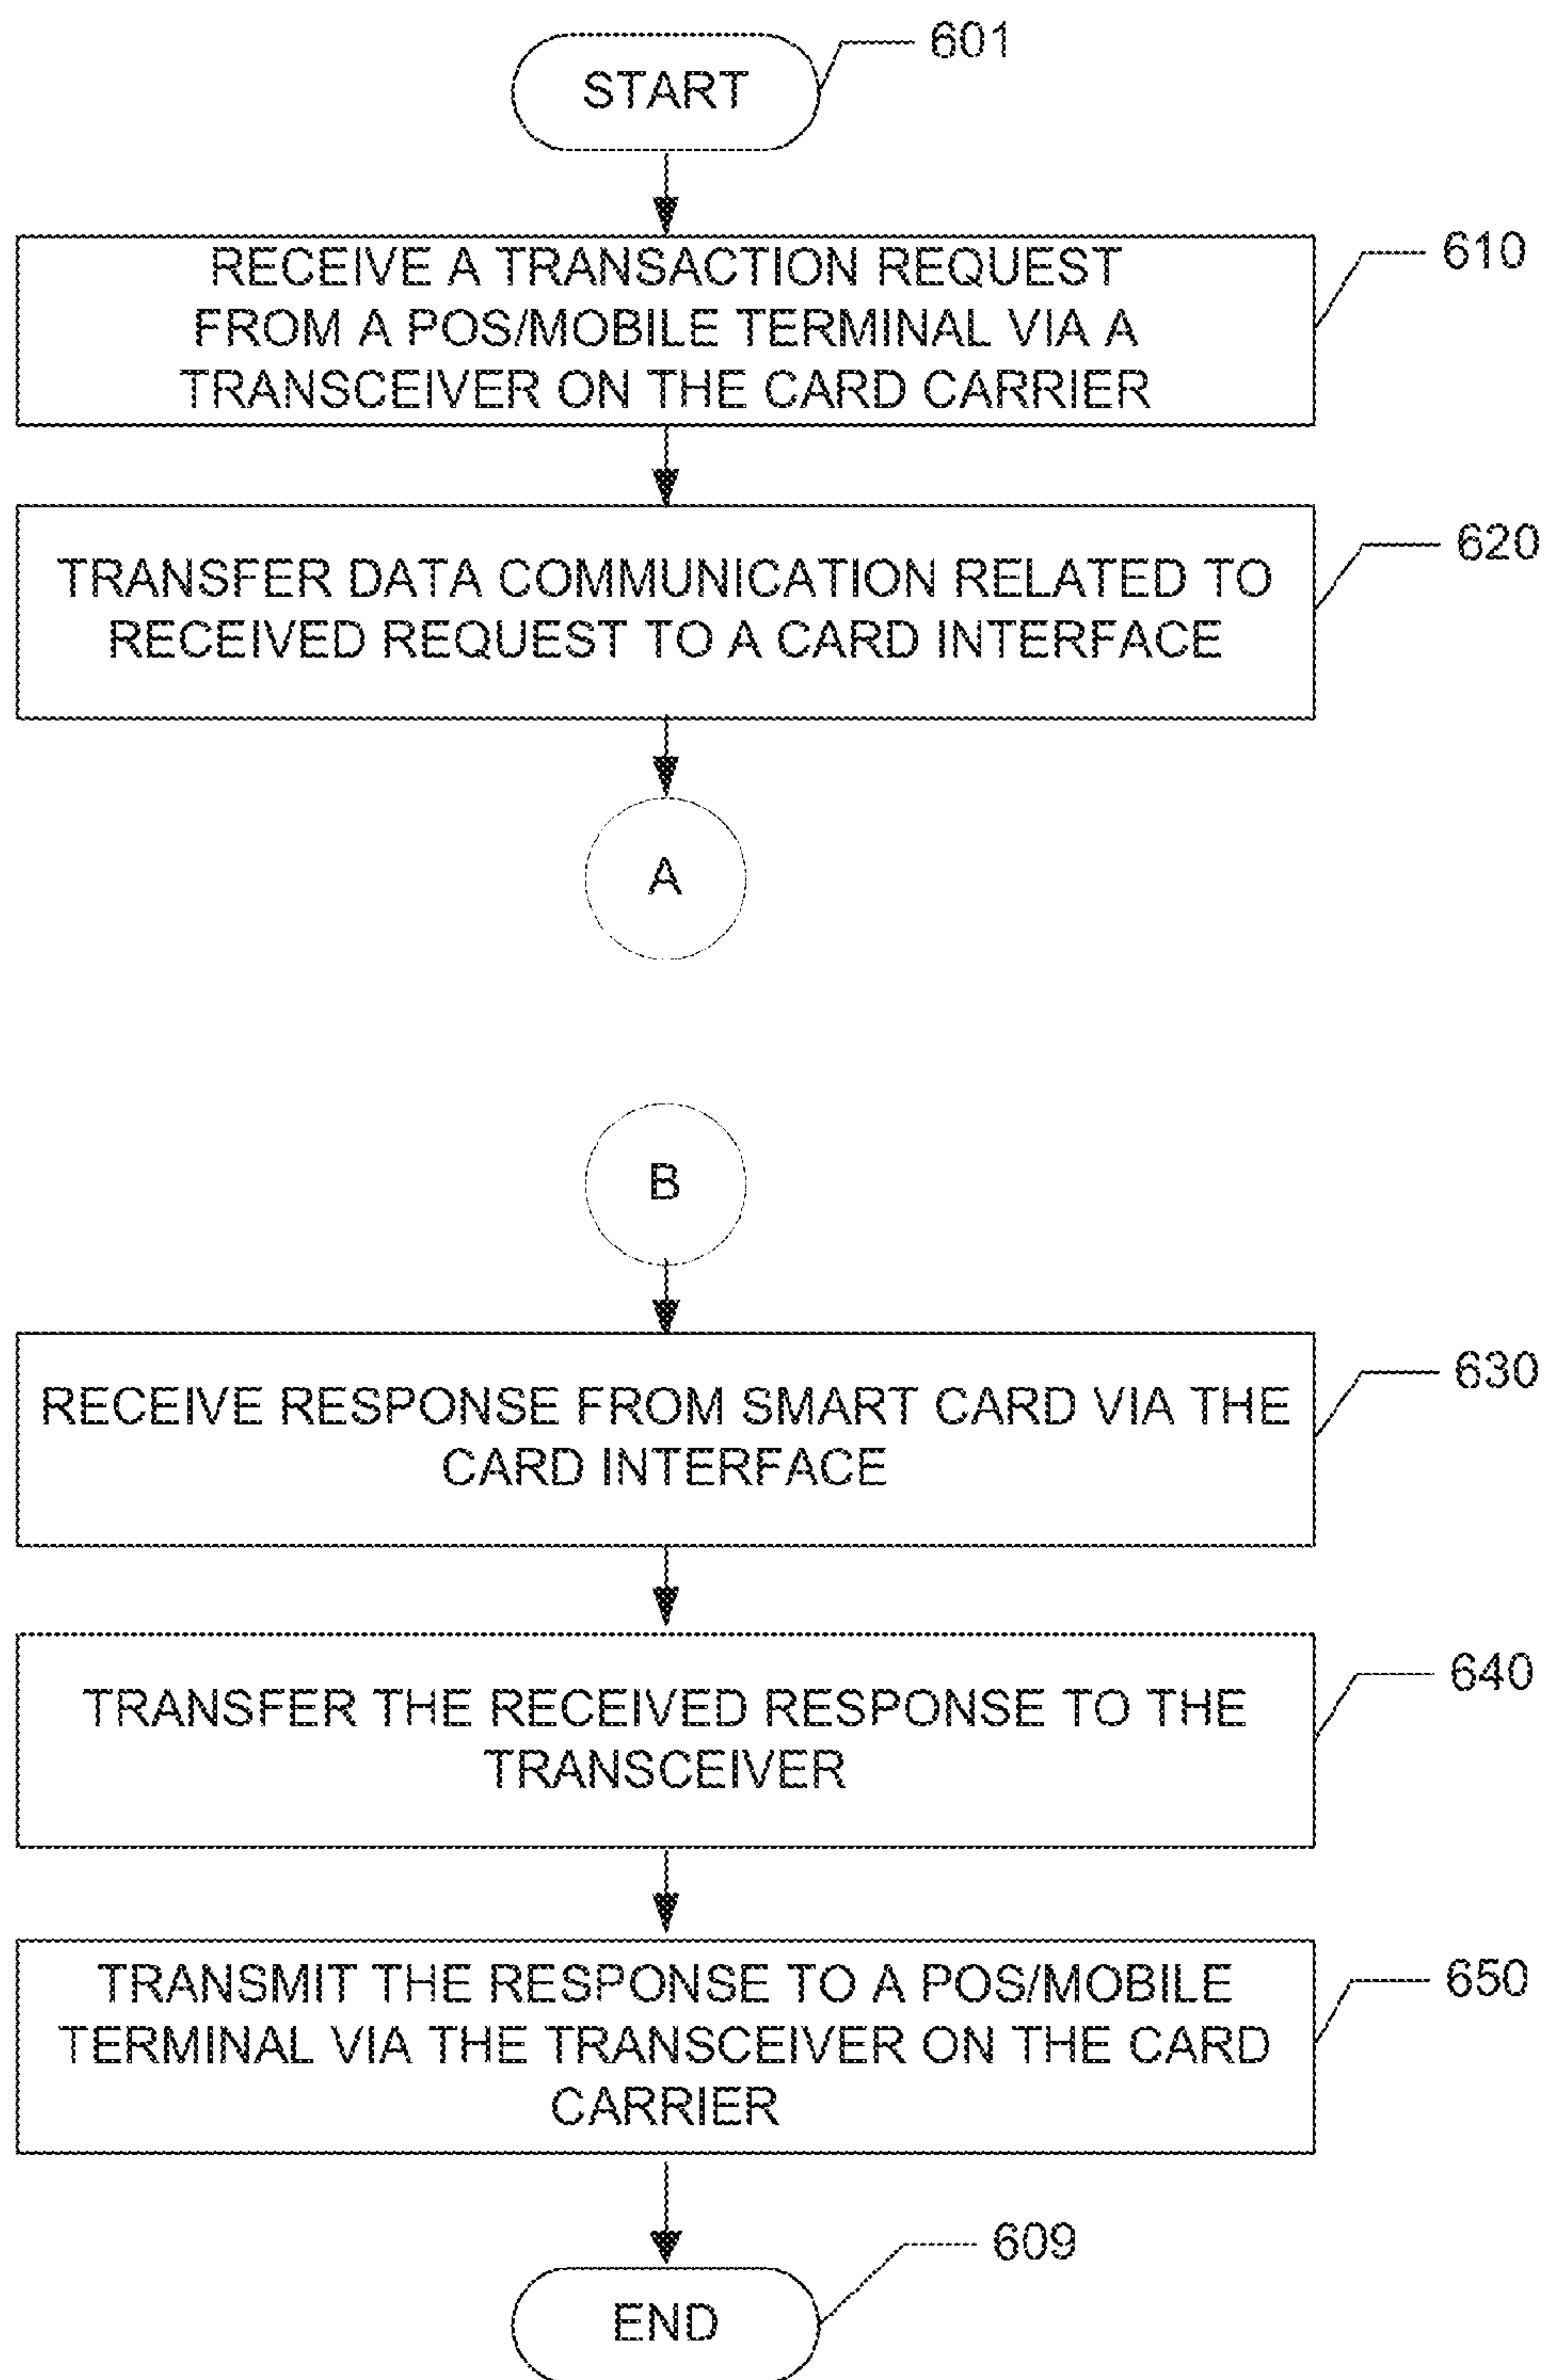 START
601
RECEIVE A TRANSACTION REQUEST
FROM A POS/MOBILE TERMINAL VIA A
TRANSCEIVER ON THE CARD CARRIER
610
TRANSFER DATA COMMUNICATION RELATED TO
RECEIVED REQUEST TO A CARD INTERFACE
620
A
B
RECEIVE RESPONSE FROM SMART CARD VIA THE
CARD INTERFACE
630
TRANSFER THE RECEIVED RESPONSE TO THE
TRANSCEIVER
640
TRANSMIT THE RESPONSE TO A POS/MOBILE
TERMINAL VIA THE TRANSCEIVER ON THE CARD
CARRIER
650
END
609